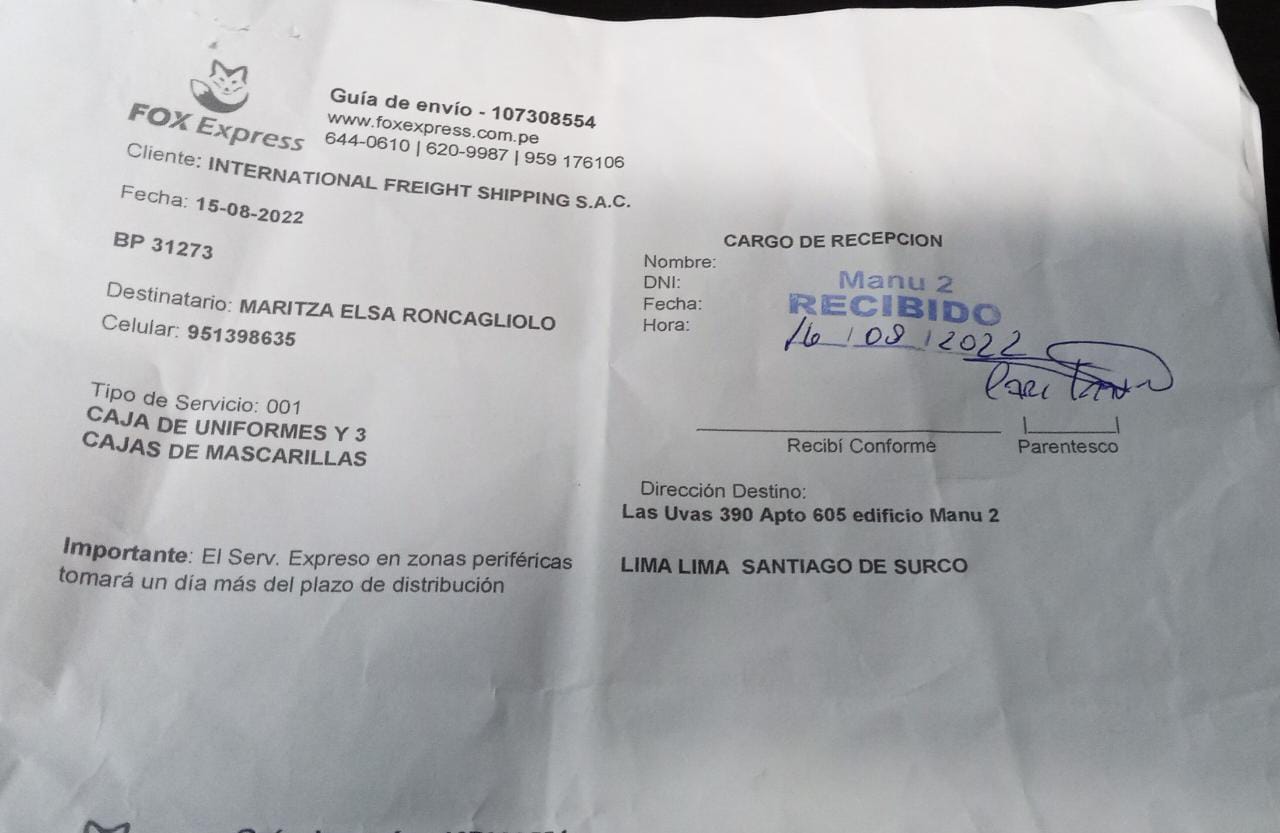 FOX Express
Guía de envío - 107308554
www.foxexpress.com.pe
644-0610 | 620-9987 | 959 176106
Cliente: INTERNATIONAL FREIGHT SHIPPING S.A.C.
Fecha: 15-08-2022
BP 31273
Destinatario: MARITZA ELSA RONCAGLIOLO
Celular: 951398635
Tipo de Servicio: 001
CAJA DE UNIFORMES Y 3
CAJAS DE MASCARILLAS
Importante: El Serv. Expreso en zonas periféricas
tomará un día más del plazo de distribución
CARGO DE RECEPCION
Nombre:
DNI:
Fecha:
Hora:
Manu 2
RECIBIDO
16 / 08 / 2022
Recibí Conforme
Parentesco
Dirección Destino:
Las Uvas 390 Apto 605 edificio Manu 2
LIMA LIMA SANTIAGO DE SURCO